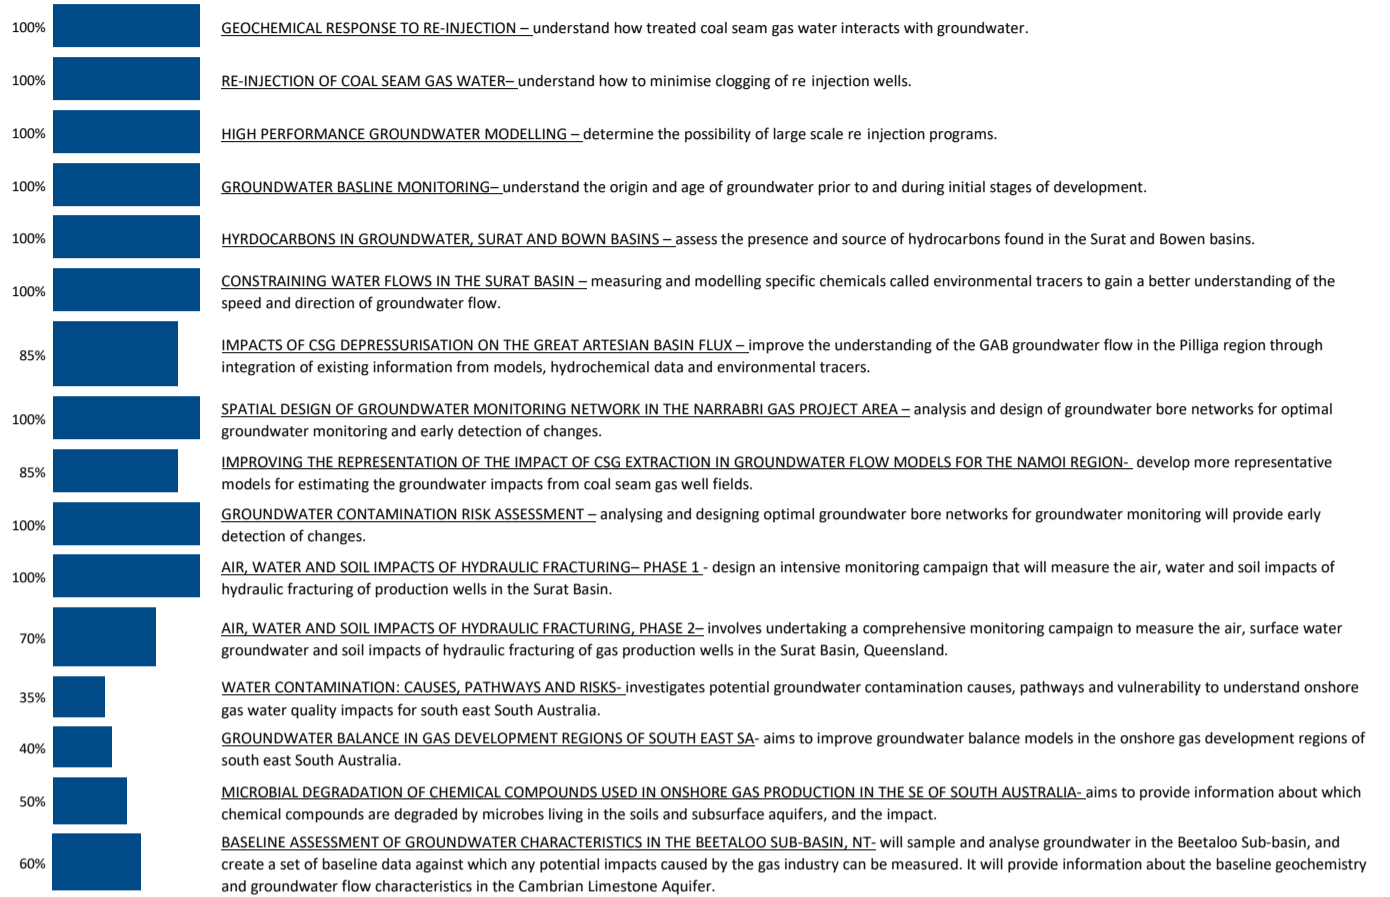 100% GEOCHEMICAL RESPONSE TO RE-INJECTION – understand how treated coal seam gas water interacts with groundwater.
100% RE-INJECTION OF COAL SEAM GAS WATER– understand how to minimise clogging of re injection wells.
100% HIGH PERFORMANCE GROUNDWATER MODELLING – determine the possibility of large scale re injection programs.
100% GROUNDWATER BASLINE MONITORING– understand the origin and age of groundwater prior to and during initial stages of development.
100% HYRDOCARBONS IN GROUNDWATER, SURAT AND BOWN BASINS – assess the presence and source of hydrocarbons found in the Surat and Bowen basins.
100% CONSTRAINING WATER FLOWS IN THE SURAT BASIN – measuring and modelling specific chemicals called environmental tracers to gain a better understanding of the
speed and direction of groundwater flow.
85% IMPACTS OF CSG DEPRESSURISATION ON THE GREAT ARTESIAN BASIN FLUX – improve the understanding of the GAB groundwater flow in the Pilliga region through
integration of existing information from models, hydrochemical data and environmental tracers.
100% SPATIAL DESIGN OF GROUNDWATER MONITORING NETWORK IN THE NARRABRI GAS PROJECT AREA – analysis and design of groundwater bore networks for optimal
groundwater monitoring and early detection of changes.
85% IMPROVING THE REPRESENTATION OF THE IMPACT OF CSG EXTRACTION IN GROUNDWATER FLOW MODELS FOR THE NAMOI REGION- develop more representative
models for estimating the groundwater impacts from coal seam gas well fields.
100% GROUNDWATER CONTAMINATION RISK ASSESSMENT – analysing and designing optimal groundwater bore networks for groundwater monitoring will provide early
detection of changes.
100% AIR, WATER AND SOIL IMPACTS OF HYDRAULIC FRACTURING– PHASE 1 - design an intensive monitoring campaign that will measure the air, water and soil impacts of
hydraulic fracturing of production wells in the Surat Basin.
70% AIR, WATER AND SOIL IMPACTS OF HYDRAULIC FRACTURING, PHASE 2– involves undertaking a comprehensive monitoring campaign to measure the air, surface water
groundwater and soil impacts of hydraulic fracturing of gas production wells in the Surat Basin, Queensland.
35% WATER CONTAMINATION: CAUSES, PATHWAYS AND RISKS- investigates potential groundwater contamination causes, pathways and vulnerability to understand onshore
gas water quality impacts for south east South Australia.
40% GROUNDWATER BALANCE IN GAS DEVELOPMENT REGIONS OF SOUTH EAST SA- aims to improve groundwater balance models in the onshore gas development regions of
south east South Australia.
50% MICROBIAL DEGRADATION OF CHEMICAL COMPOUNDS USED IN ONSHORE GAS PRODUCTION IN THE SE OF SOUTH AUSTRALIA- aims to provide information about which
chemical compounds are degraded by microbes living in the soils and subsurface aquifers, and the impact.
60% BASELINE ASSESSMENT OF GROUNDWATER CHARACTERISTICS IN THE BEETALOO SUB-BASIN, NT- will sample and analyse groundwater in the Beetaloo Sub-basin, and
create a set of baseline data against which any potential impacts caused by the gas industry can be measured. It will provide information about the baseline geochemistry
and groundwater flow characteristics in the Cambrian Limestone Aquifer.